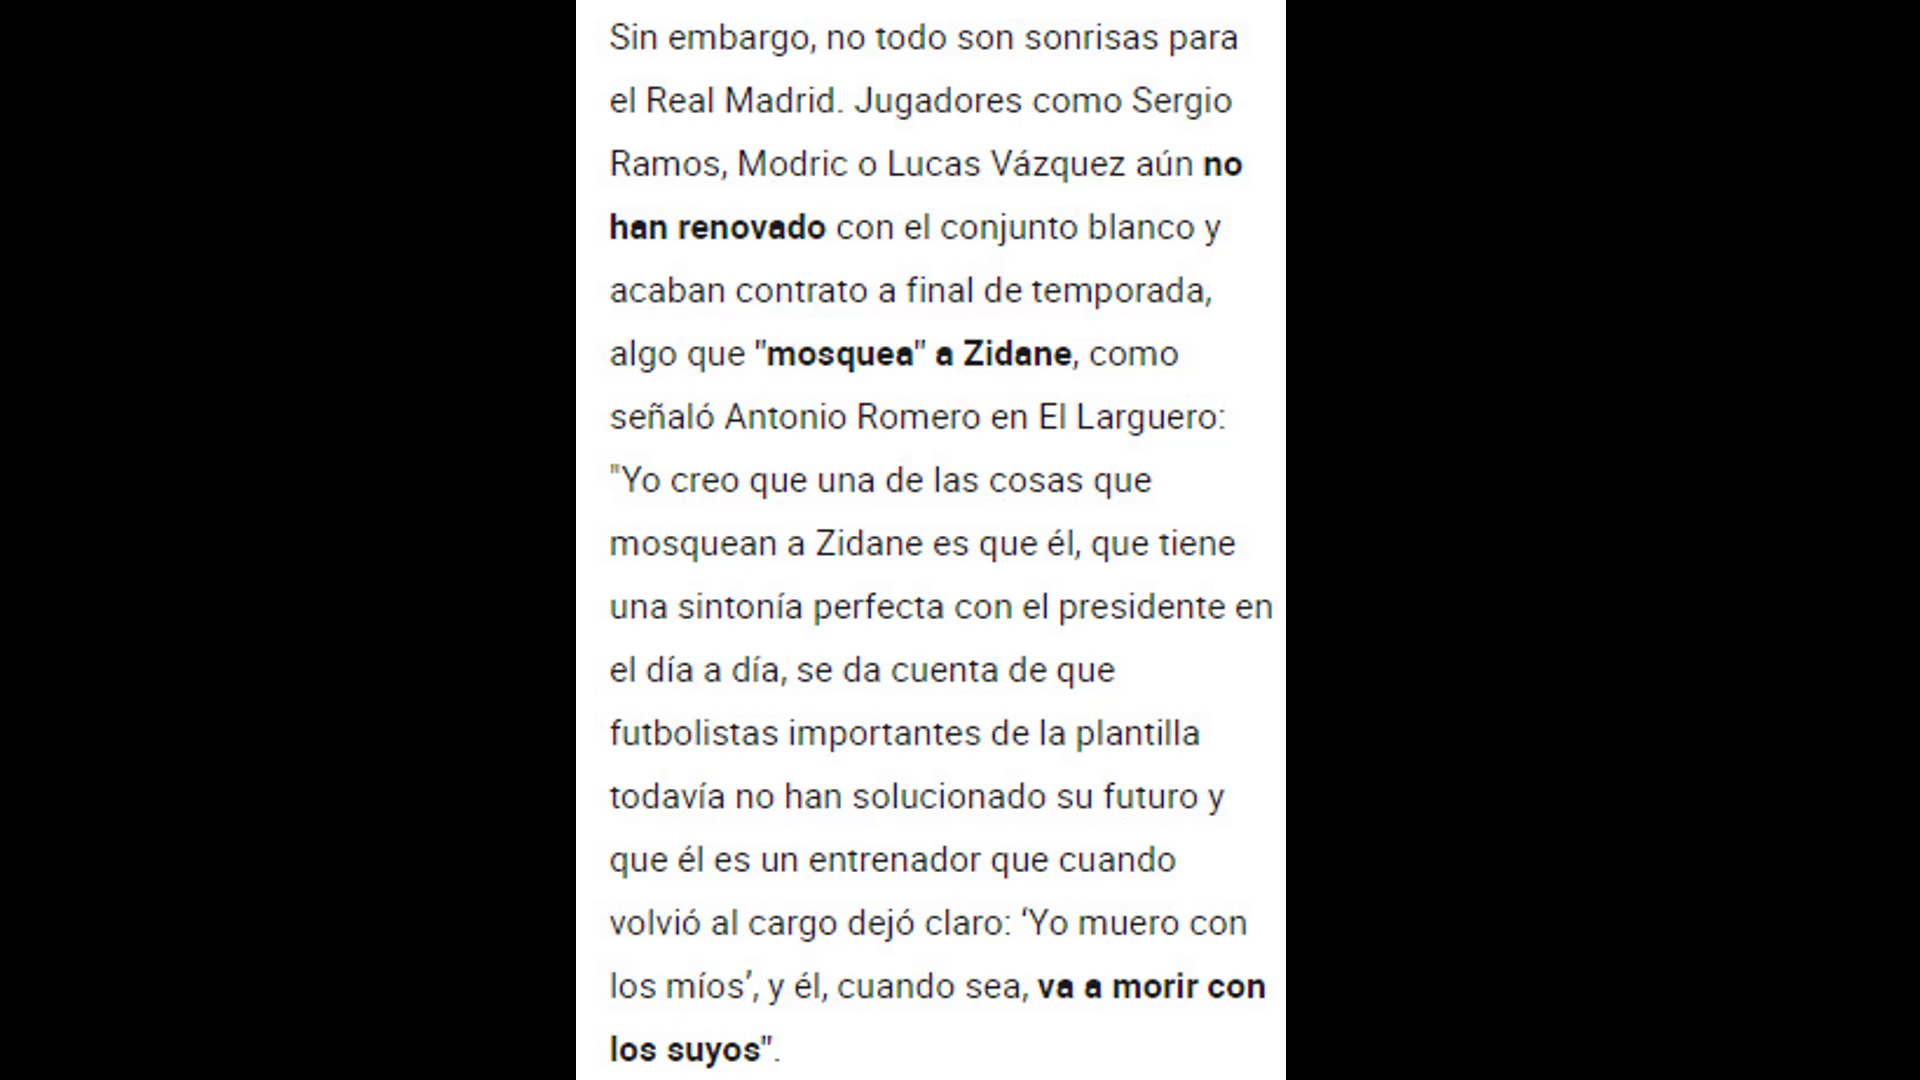 Sin embargo, no todo son sonrisas para
el Real Madrid. Jugadores como Sergio
Ramos, Modric o Lucas Vázquez aún no
han renovado con el conjunto blanco y
acaban contrato a final de temporada,
algo que "mosquea" a Zidane, como
señaló Antonio Romero en El Larguero:
"Yo creo que una de las cosas que
mosquean a Zidane es que él, que tiene
una sintonía perfecta con el presidente en
el día a día, se da cuenta de que
futbolistas importantes de la plantilla
todavía no han solucionado su futuro y
que él es un entrenador que cuando
volvió al cargo dejó claro: ‘Yo muero con
los míos’, y él, cuando sea, va a morir con
los suyos".